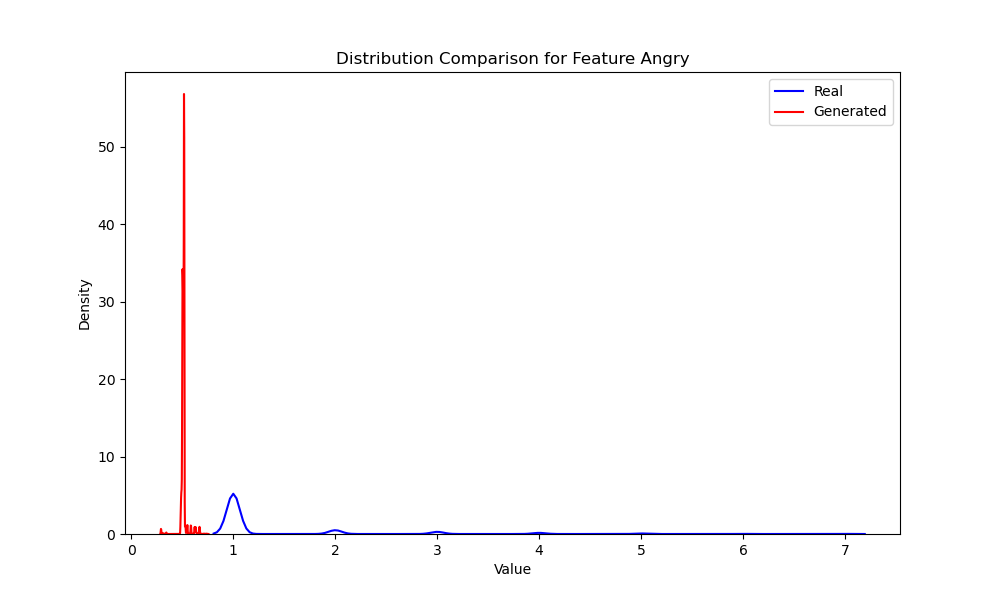 Distribution Comparison for Feature Angry
Real
Generated
Density
50
40
30
20
10
0
0 1 2 3 4 5 6 7
Value